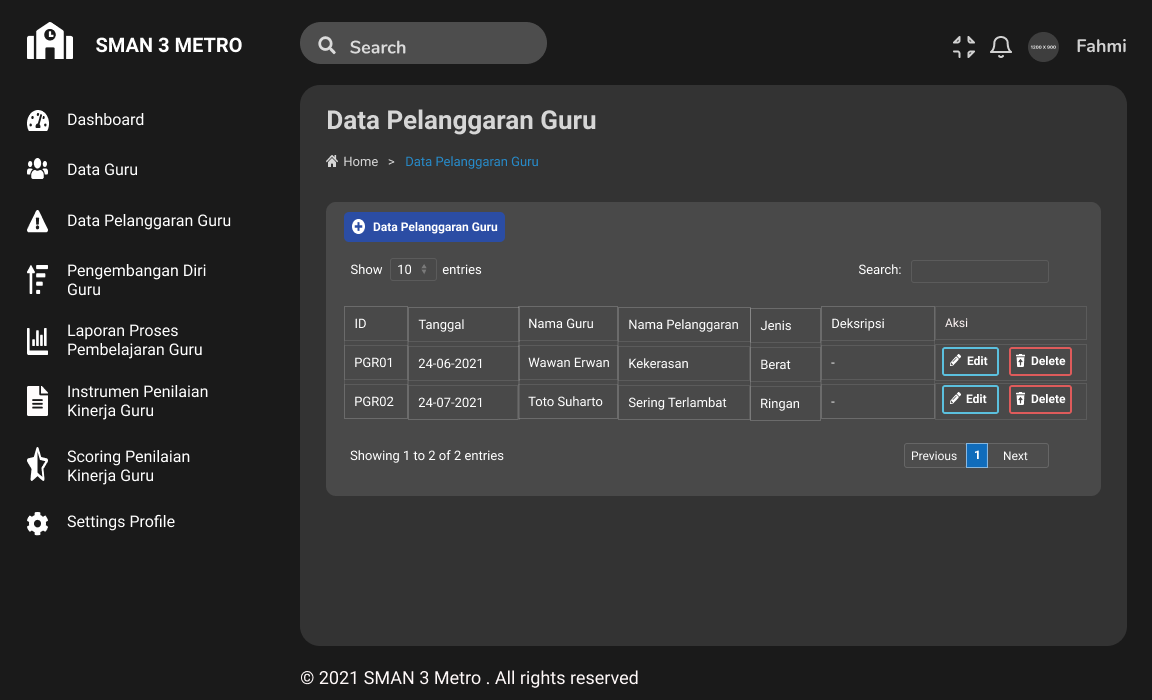 SMAN 3 METRO
Search
1200 X 900
Fahmi
Dashboard
Data Guru
Data Pelanggaran Guru
Pengembangan Diri
Guru
Laporan Proses
Pembelajaran Guru
Instrumen Penilaian
Kinerja Guru
Scoring Penilaian
Kinerja Guru
Settings Profile
Data Pelanggaran Guru
Home > Data Pelanggaran Guru
Data Pelanggaran Guru
Show 10 entries
Search:
ID Tanggal Nama Guru Nama Pelanggaran Jenis Deksripsi Aksi
PGR01 24-06-2021 Wawan Erwan Kekerasan Berat - Edit Delete
PGR02 24-07-2021 Toto Suharto Sering Terlambat Ringan - Edit Delete
Showing 1 to 2 of 2 entries
Previous 1 Next
© 2021 SMAN 3 Metro . All rights reserved